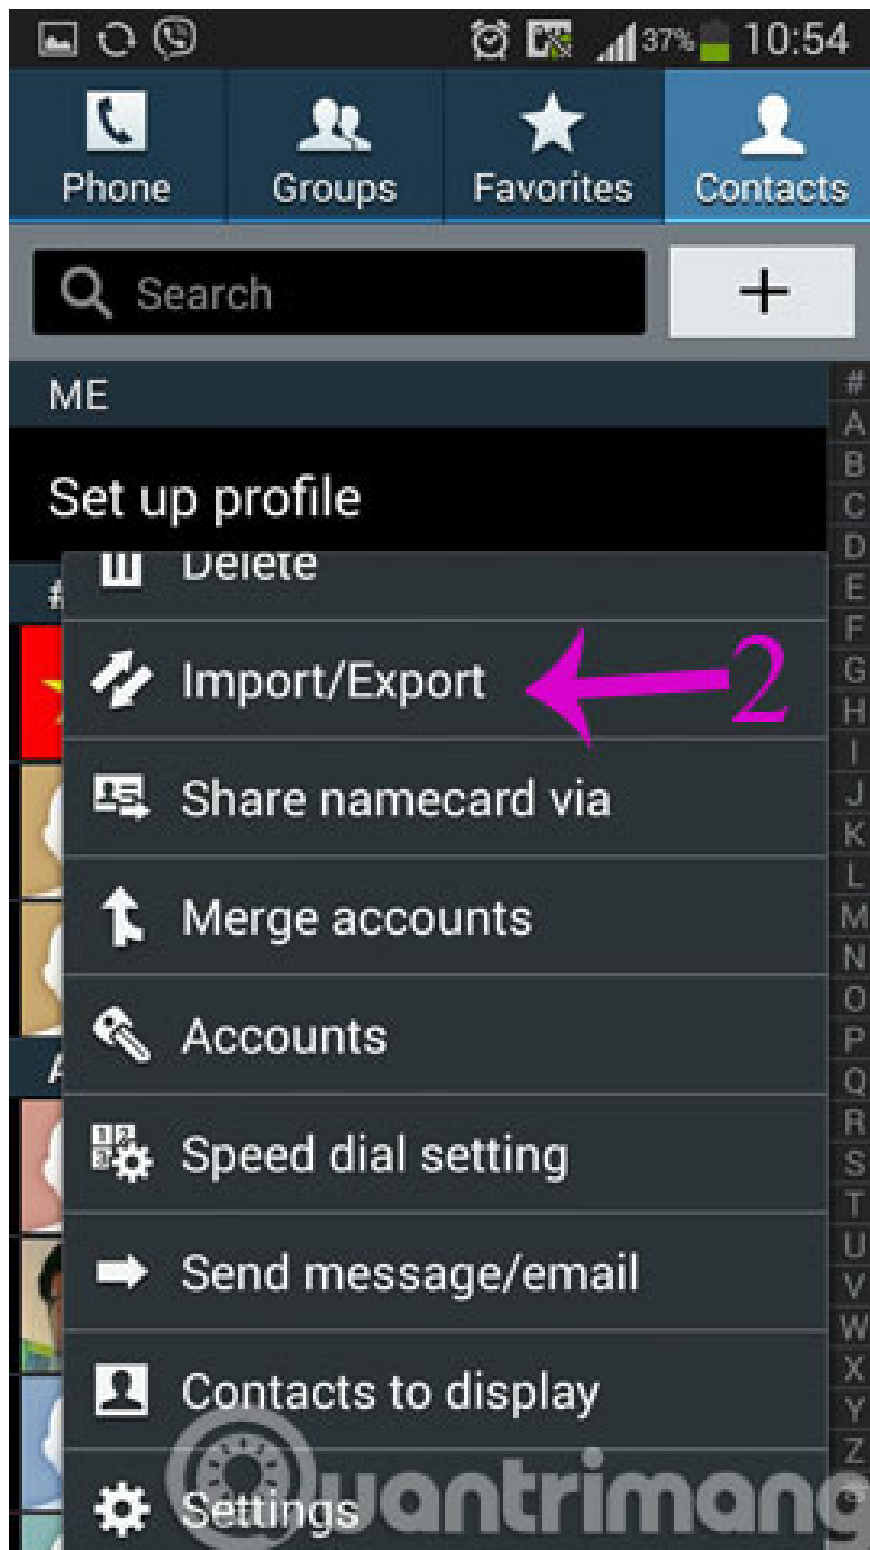 37% 10:54
Phone Groups Favorites Contacts
Search +
ME
Set up profile
Delete
#
Import/Export 2
Share namecard via
Merge accounts
Accounts
A
Speed dial setting
Send message/email
Contacts to display
Settings
uantrimang
#
A
B
C
D
E
F
G
H
I
J
K
L
M
N
O
P
Q
R
S
T
U
V
W
X
Y
Z